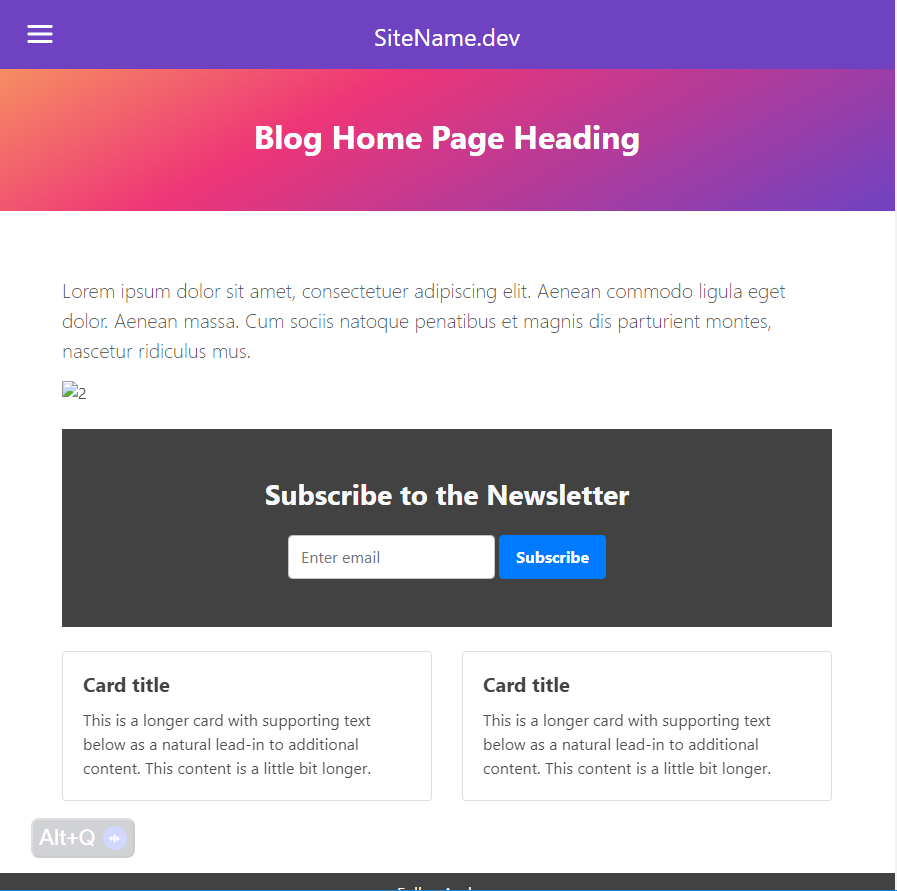 SiteName.dev
Blog Home Page Heading
Lorem ipsum dolor sit amet, consectetuer adipiscing elit. Aenean commodo ligula eget
dolor. Aenean massa. Cum sociis natoque penatibus et magnis dis parturient montes,
nascetur ridiculus mus.
2
Subscribe to the Newsletter
Enter email
Subscribe
Card title
This is a longer card with supporting text
below as a natural lead-in to additional
content. This content is a little bit longer.
Card title
This is a longer card with supporting text
below as a natural lead-in to additional
content. This content is a little bit longer.
Alt+Q